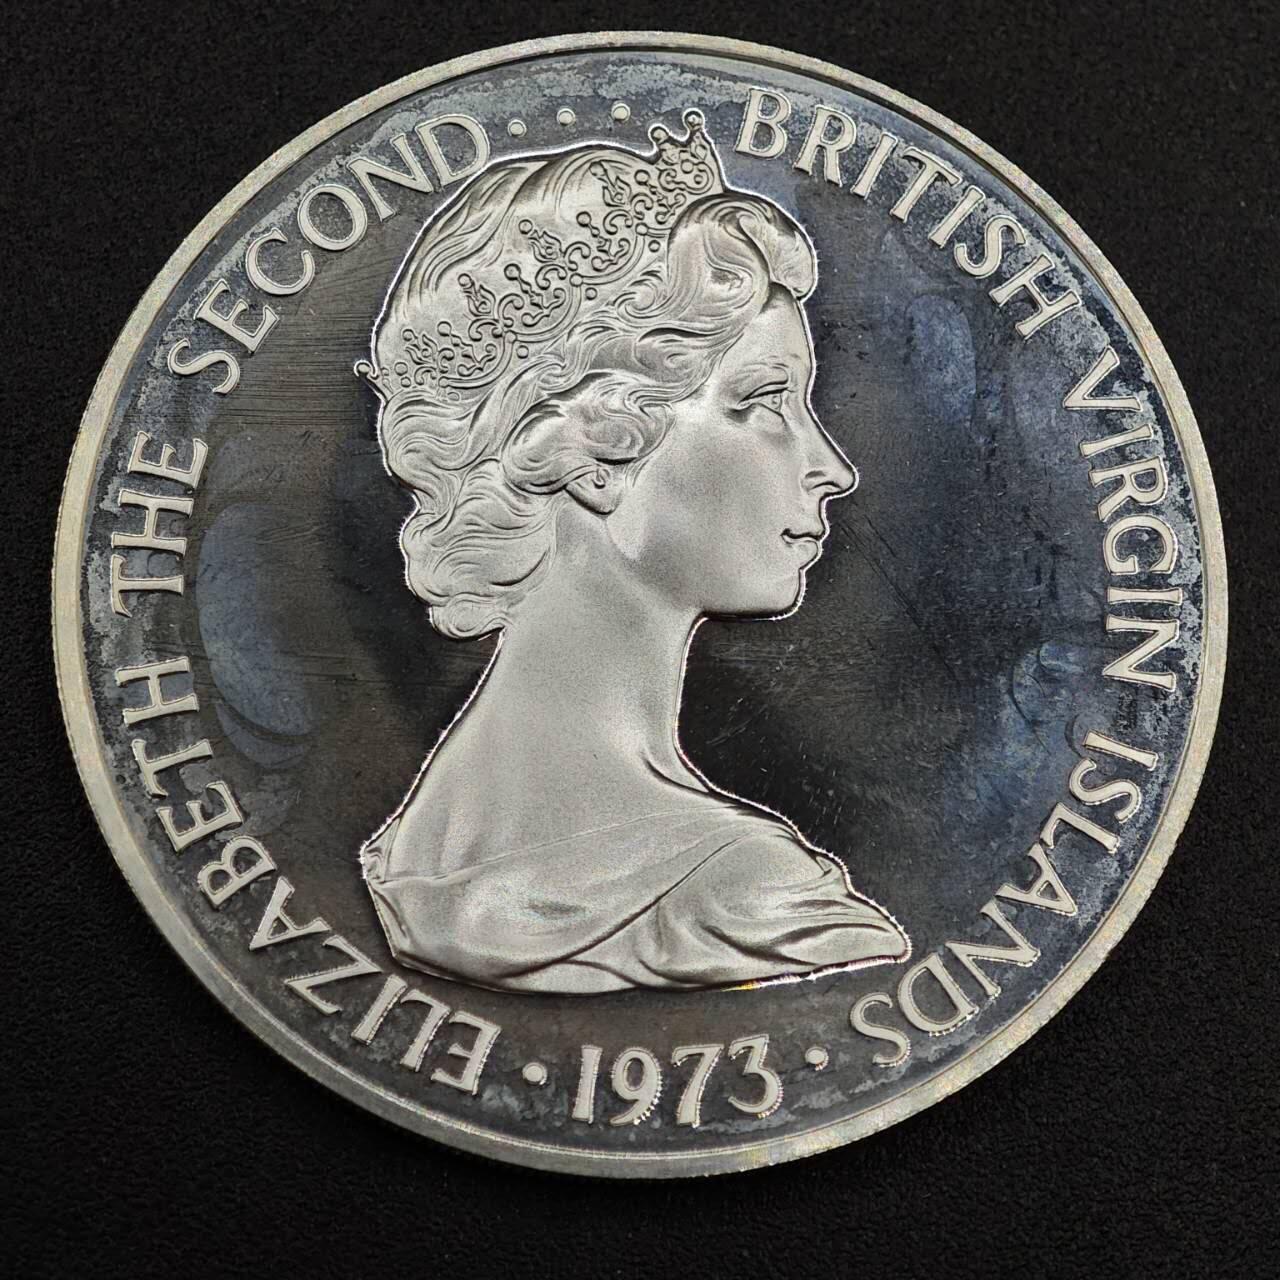 ELIZABETH THE SECOND.... BRITISH VIRGIN ISLANDS
· 1973 ·